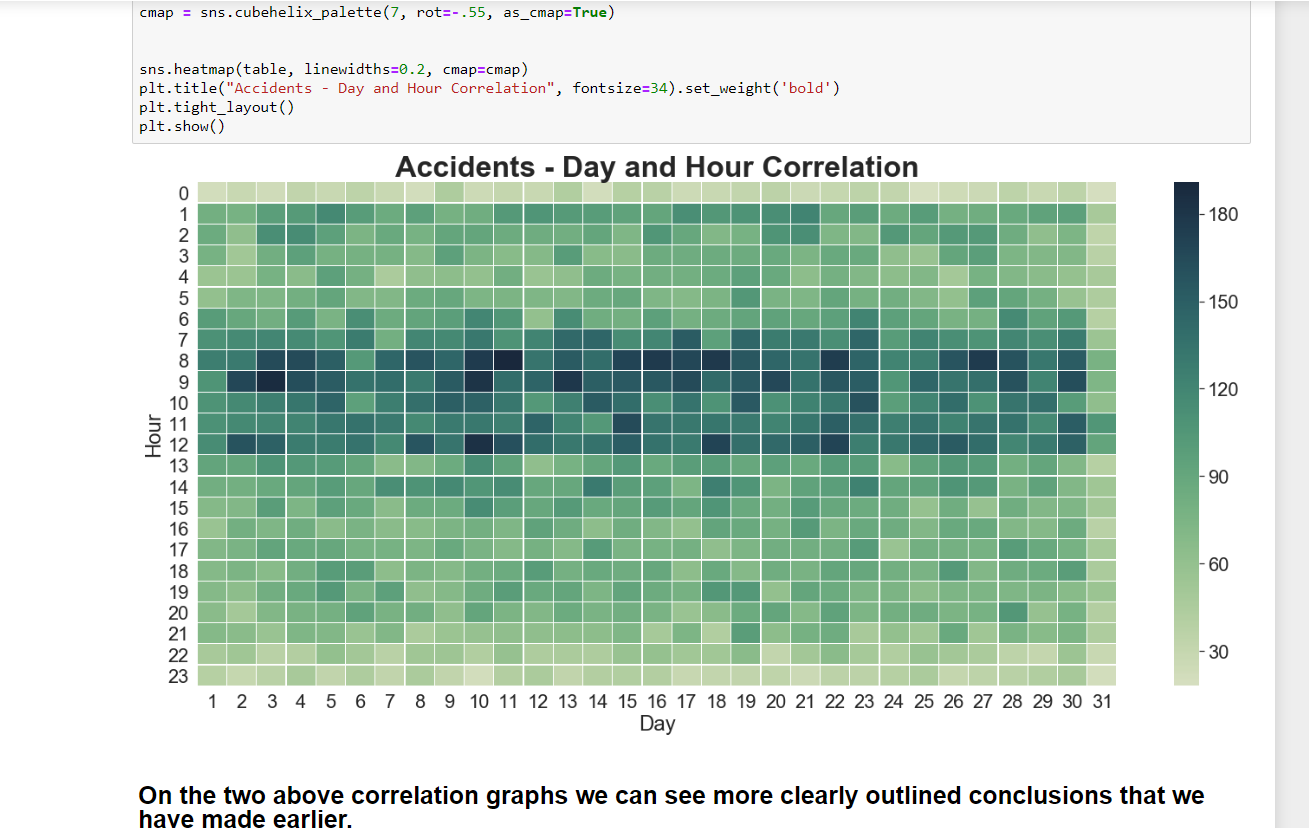 cmap = sns.cubehelix_palette(7, rot=-.55, as_cmap=True)
sns.heatmap(table, linewidths=0.2, cmap=cmap)
plt.title("Accidents - Day and Hour Correlation", fontsize=34).set_weight('bold')
plt.tight_layout()
plt.show()
Accidents - Day and Hour Correlation
0
1
2
3
4
5
6
7
8
9
10
11
12
13
14
15
16
17
18
19
20
21
22
23
Hour
1 2 3 4 5 6 7 8 9 10 11 12 13 14 15 16 17 18 19 20 21 22 23 24 25 26 27 28 29 30 31
Day
180
150
120
90
60
30
On the two above correlation graphs we can see more clearly outlined conclusions that we
have made earlier.